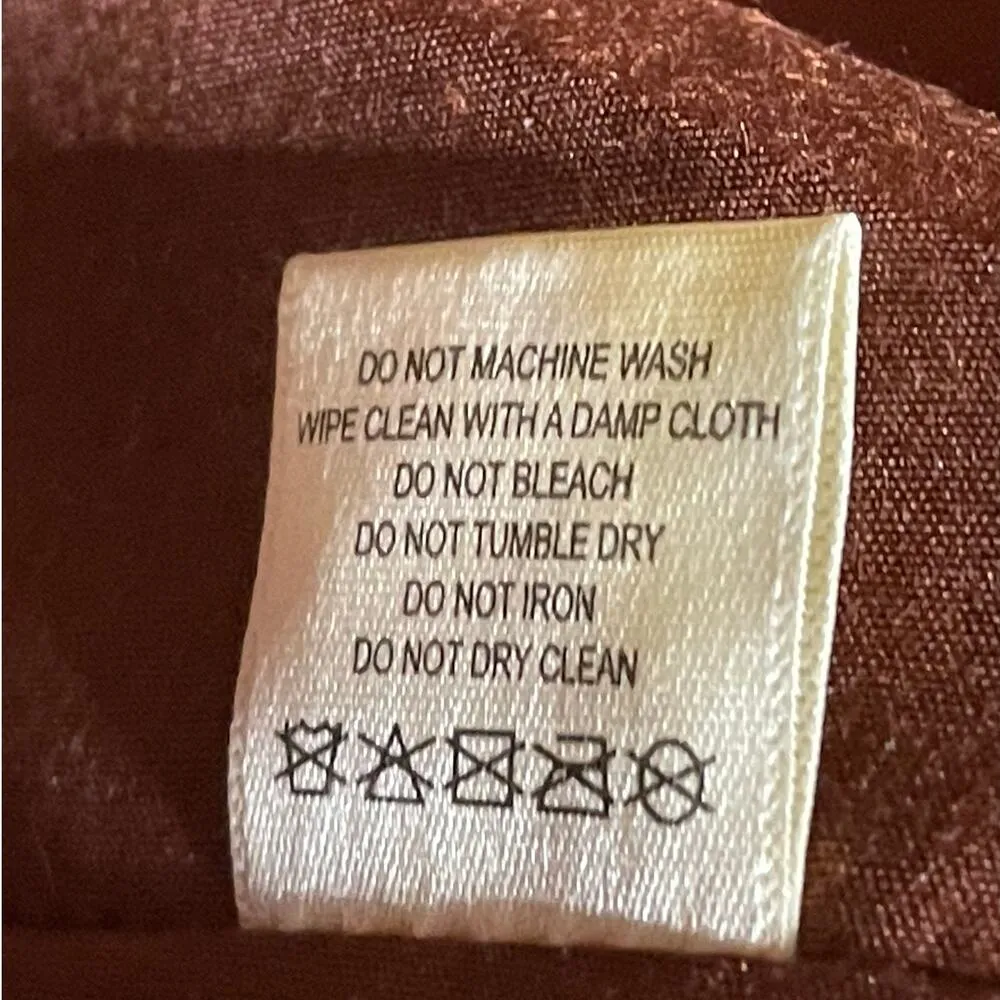 DO NOT MACHINE WASH
WIPE CLEAN WITH A DAMP CLOTH
DO NOT BLEACH
DO NOT TUMBLE DRY
DO NOT IRON
DO NOT DRY CLEAN